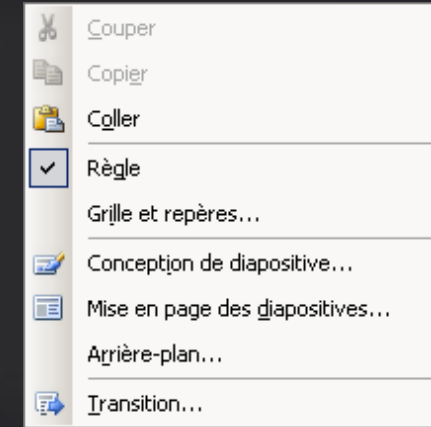 Couper
Copier
Coller
Règle
Grille et repères...
Conception de diapositive...
Mise en page des diapositives...
Arrière-plan...
Transition...